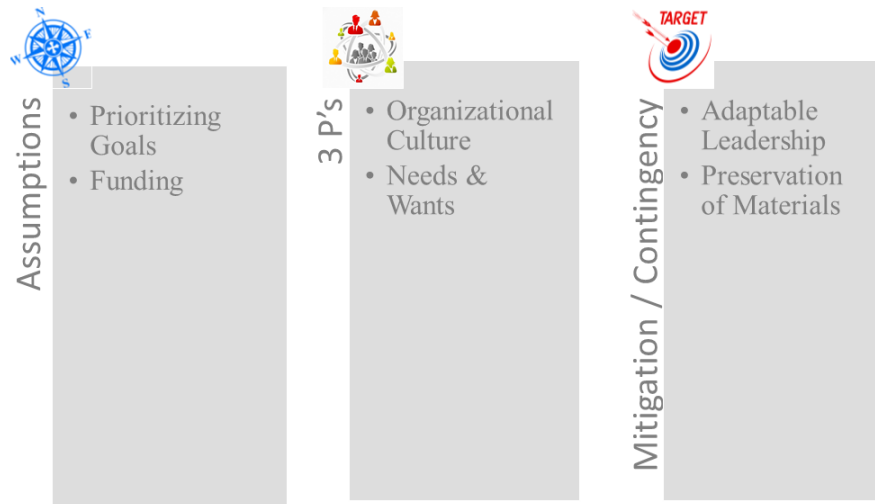 N
W
E
S
Assumptions
• Prioritizing
Goals
• Funding
3 P’s
• Organizational
Culture
• Needs &
Wants
TARGET
Mitigation / Contingency
• Adaptable
Leadership
• Preservation
of Materials